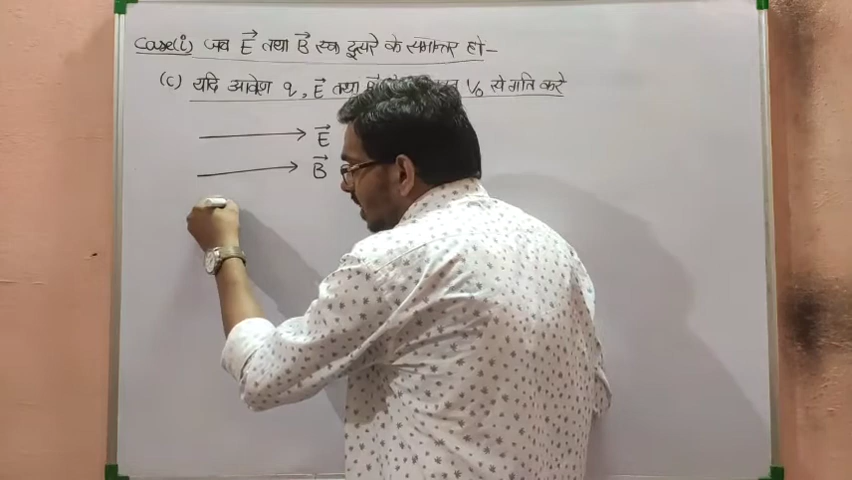 Case(i) जब E⃗ तथा B⃗ एक दूसरे के समान्तर हो-
(c) यदि आवेश q, E⃗ तथा V₀ से गति करे
E⃗
B⃗